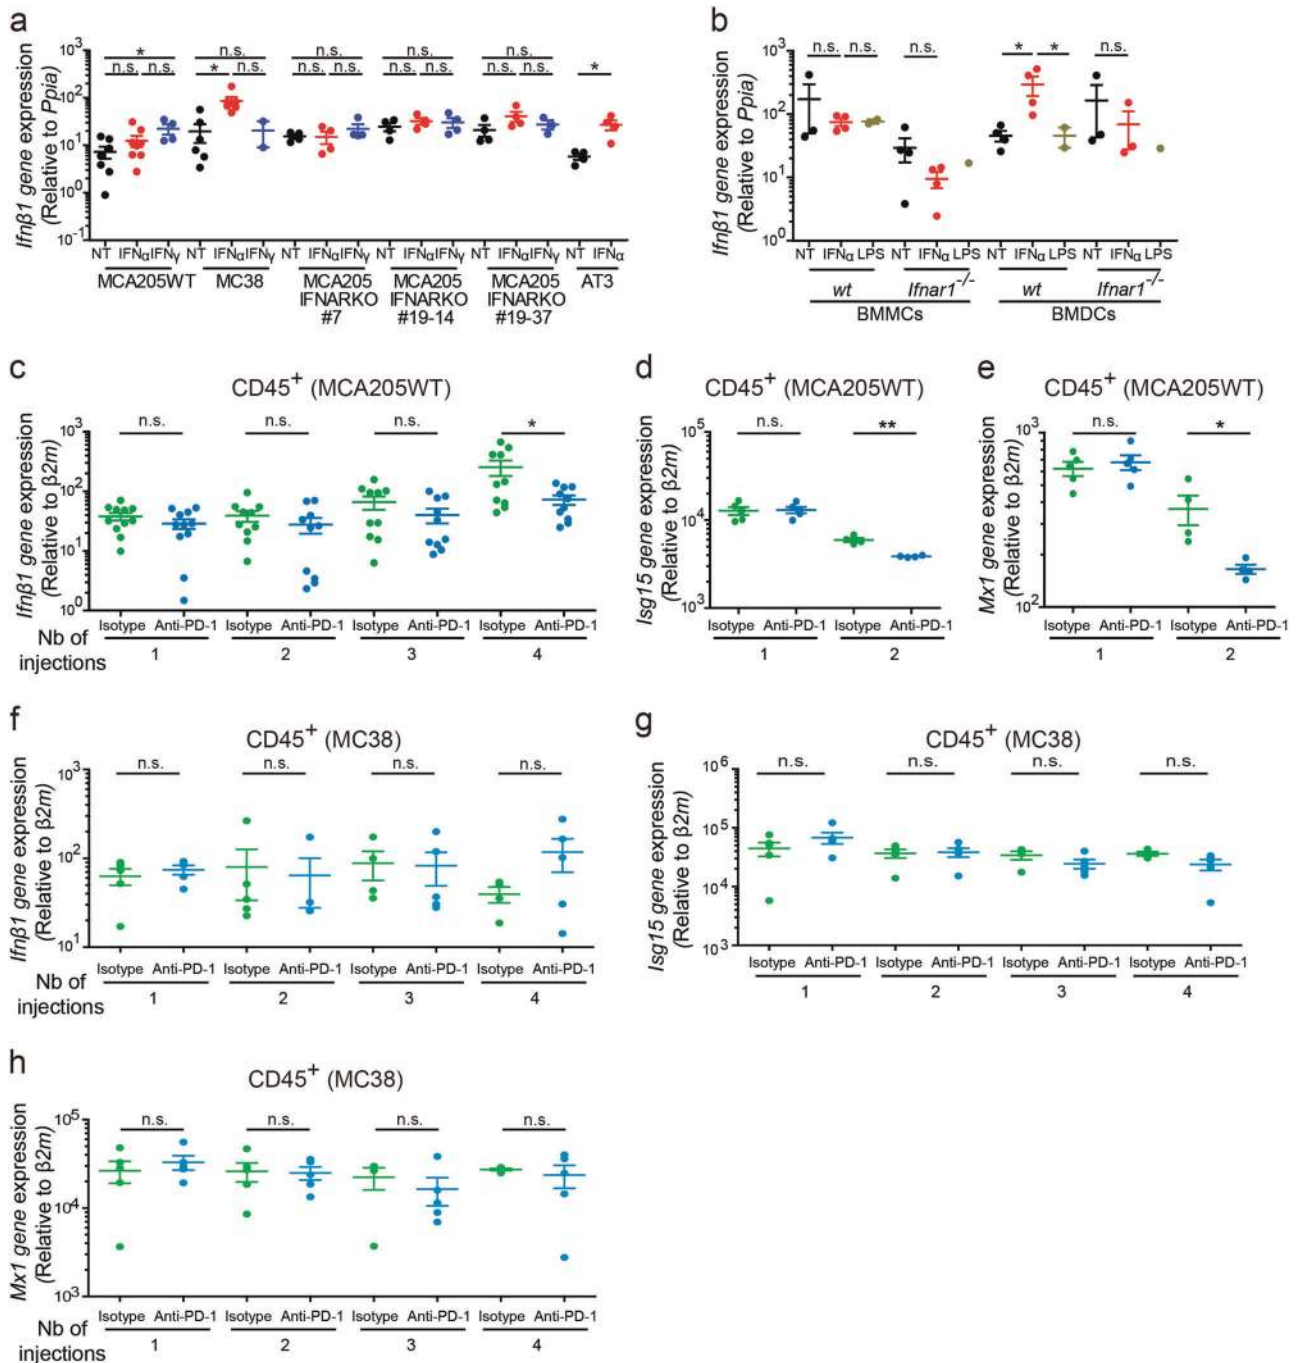 a
Ifnβ1 gene expression
(Relative to Ppia)
10³
10²
10¹
10⁰
10⁻¹
*
n.s. n.s.
n.s.
* n.s.
n.s.
n.s. n.s.
n.s.
n.s. n.s.
n.s.
n.s. n.s.
*
NT IFNα IFNγ NT IFNα IFNγ NT IFNα IFNγ NT IFNα IFNγ NT IFNα IFNγ NT IFNα
MCA205WT MC38 MCA205 IFNARKO #7 MCA205 IFNARKO #19-14 MCA205 IFNARKO #19-37 AT3
b
Ifnβ1 gene expression
(Relative to Ppia)
10³
10²
10¹
10⁰
n.s. n.s. n.s. * * n.s.
NT IFNα LPS NT IFNα LPS NT IFNα LPS NT IFNα LPS
wt Ifnar1⁻/⁻ wt Ifnar1⁻/⁻
BMMCs BMDCs
c
CD45⁺ (MCA205WT)
Ifnβ1 gene expression
(Relative to β2m)
10³
10²
10¹
10⁰
n.s. n.s. n.s. *
Isotype Anti-PD-1 Isotype Anti-PD-1 Isotype Anti-PD-1 Isotype Anti-PD-1
Nb of
injections
1 2 3 4
d
CD45⁺ (MCA205WT)
Isg15 gene expression
(Relative to β2m)
10⁵
10⁴
10³
n.s. **
Isotype Anti-PD-1 Isotype Anti-PD-1
1 2
e
CD45⁺ (MCA205WT)
Mx1 gene expression
(Relative to β2m)
10³
10²
n.s. *
Isotype Anti-PD-1 Isotype Anti-PD-1
1 2
f
CD45⁺ (MC38)
Ifnβ1 gene expression
(Relative to β2m)
10³
10²
10¹
n.s. n.s. n.s. n.s.
Isotype Anti-PD-1 Isotype Anti-PD-1 Isotype Anti-PD-1 Isotype Anti-PD-1
Nb of
injections
1 2 3 4
g
CD45⁺ (MC38)
Isg15 gene expression
(Relative to β2m)
10⁶
10⁵
10⁴
10³
n.s. n.s. n.s. n.s.
Isotype Anti-PD-1 Isotype Anti-PD-1 Isotype Anti-PD-1 Isotype Anti-PD-1
1 2 3 4
h
CD45⁺ (MC38)
Mx1 gene expression
(Relative to β2m)
10⁵
10⁴
10³
n.s. n.s. n.s. n.s.
Isotype Anti-PD-1 Isotype Anti-PD-1 Isotype Anti-PD-1 Isotype Anti-PD-1
Nb of
injections
1 2 3 4